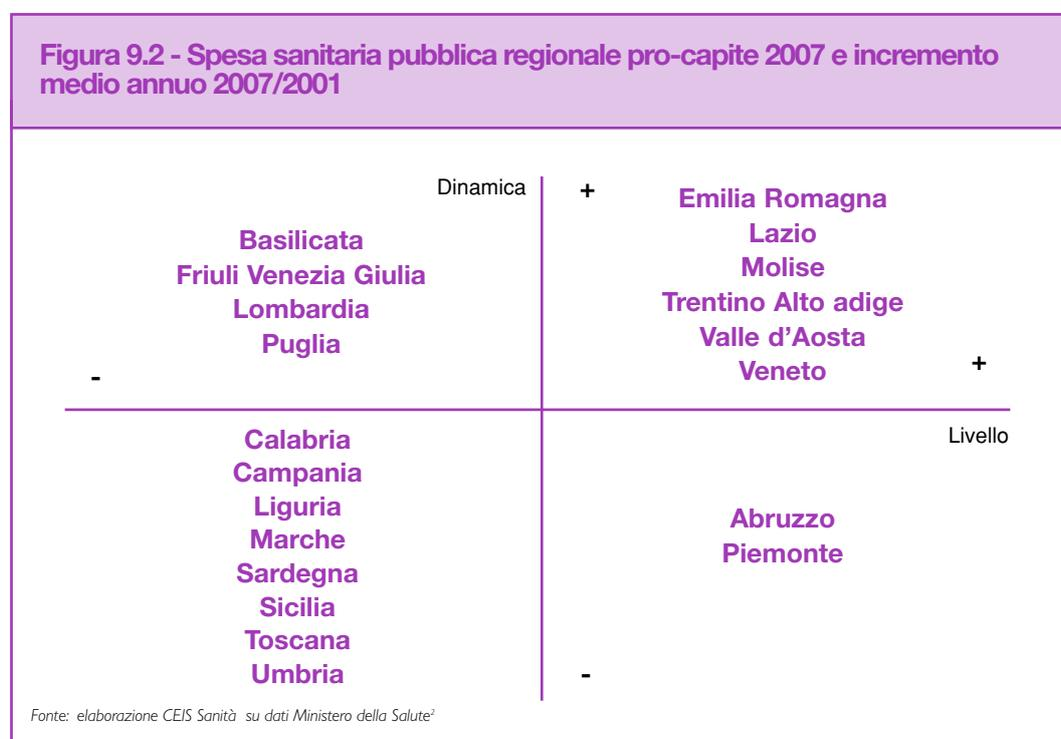 Figura 9.2 - Spesa sanitaria pubblica regionale pro-capite 2007 e incremento
medio annuo 2007/2001
Dinamica
+
Basilicata
Friuli Venezia Giulia
Lombardia
Puglia
-
Emilia Romagna
Lazio
Molise
Trentino Alto adige
Valle d'Aosta
Veneto
+
Calabria
Campania
Liguria
Marche
Sardegna
Sicilia
Toscana
Umbria
Livello
Abruzzo
Piemonte
-
Fonte: elaborazione CEIS Sanità su dati Ministero della Salute²